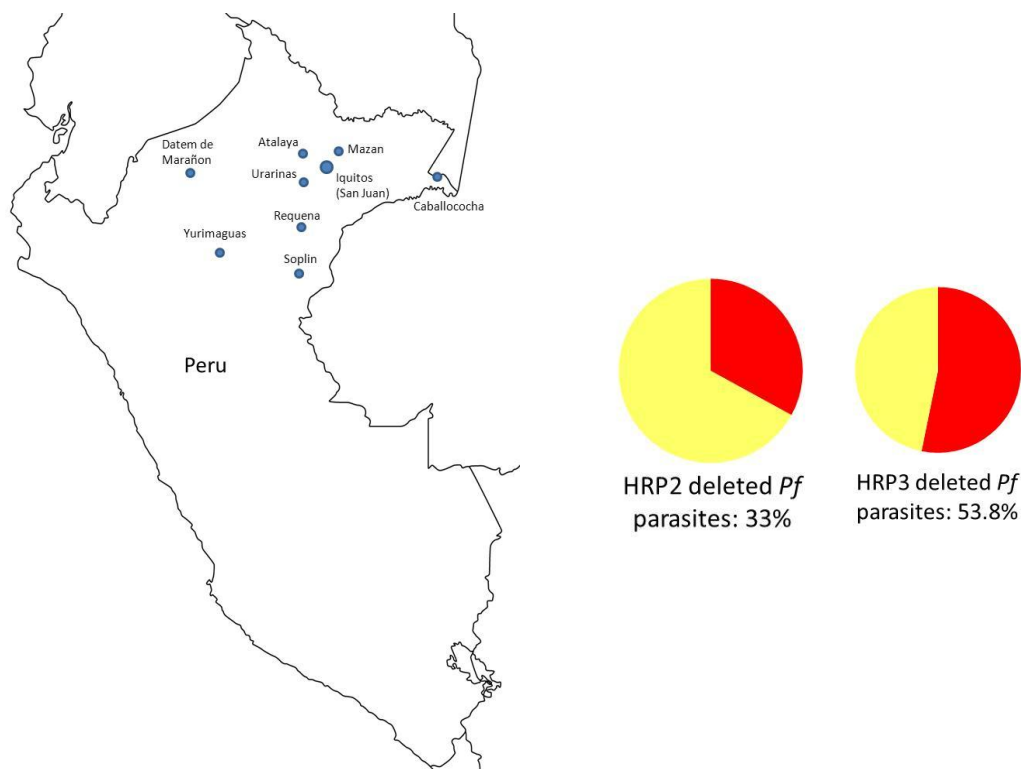 Datem de
Marañon
Atalaya
Mazan
Urarinas
Iquitos
(San Juan)
Caballococha
Requena
Yurimaguas
Soplin
Peru
HRP2 deleted Pf
parasites: 33%
HRP3 deleted Pf
parasites: 53.8%